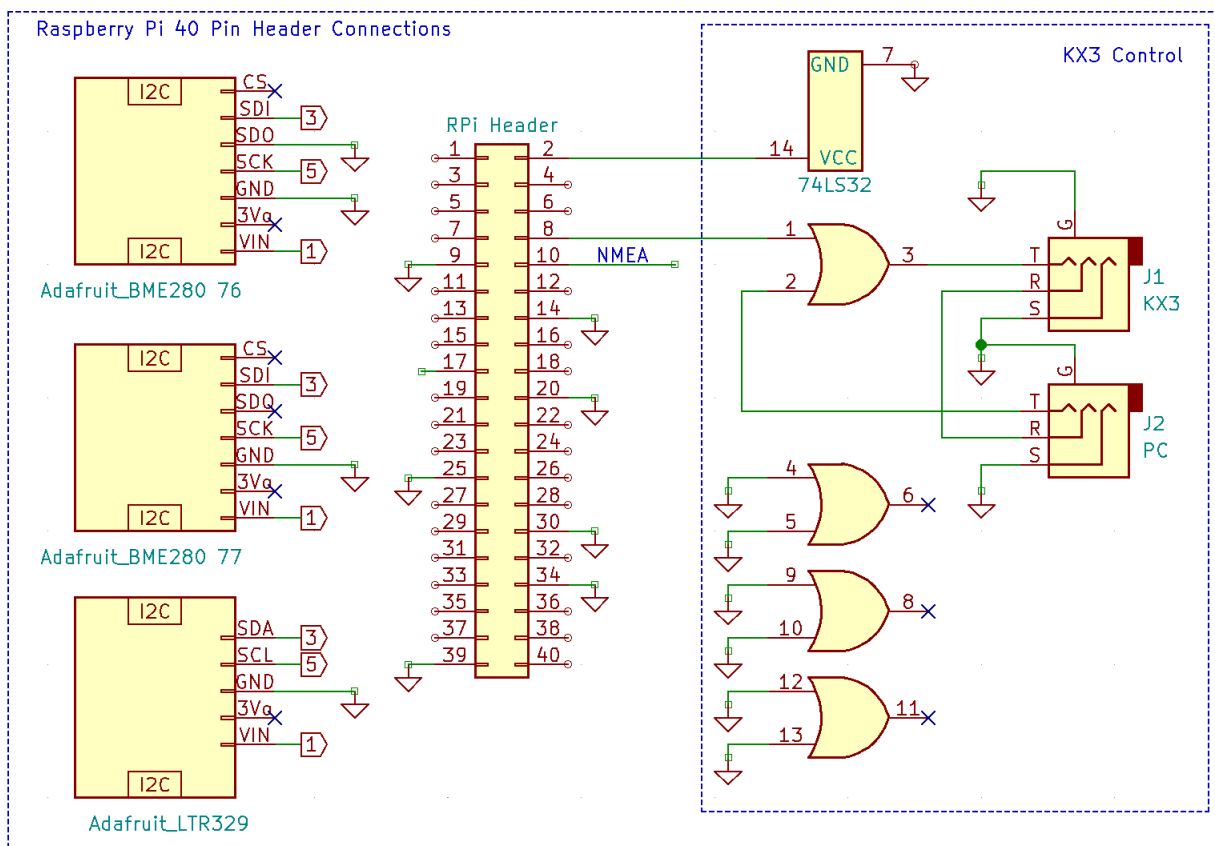 Raspberry Pi 40 Pin Header Connections
I2C
CS
SDI 3
SDO
SCK 5
GND
3Vo
VIN 1
I2C
Adafruit_BME280 76
I2C
CS
SDI 3
SDO
SCK 5
GND
3Vo
VIN 1
I2C
Adafruit_BME280 77
I2C
SDA 3
SCL 5
GND
3Vo
VIN 1
I2C
Adafruit_LTR329
RPi Header
1 2
3 4
5 6
7 8
9 10 NMEA
11 12
13 14
15 16
17 18
19 20
21 22
23 24
25 26
27 28
29 30
31 32
33 34
35 36
37 38
39 40
KX3 Control
GND 7
14 VCC
74LS32
1
2
3
G
T
R
S
J1
KX3
G
T
R
S
J2
PC
4
5
6
9
10
8
12
13
11